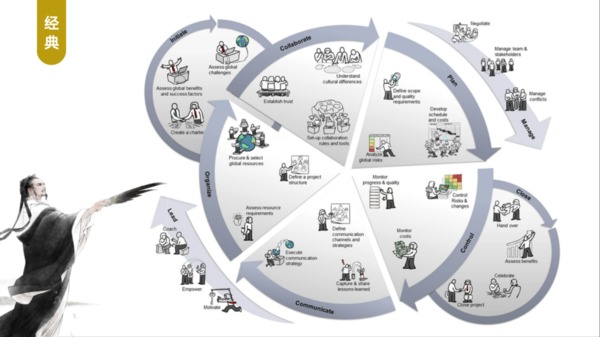 经
典
Initiate
Assess global
challenges
Assess global benefits
and success factors
Create a charter
Collaborate
Understand
cultural differences
Establish trust
Set-up collaboration
rules and tools
Plan
Define scope
and quality
requirements
Develop
schedule
and costs
Analyze
global risks
Negotiate
Manage team &
stakeholders
Manage
conflicts
Manage
Organize
Procure & select
global resources
Define a project
structure
Assess resource
requirements
Monitor
progress & quality
Control
Risks &
changes
Monitor
costs
Control
Close
Hand over
Assess benefits
Celebrate
Close project
Lead
Coach
Empower
Motivate
Define
communication
channels and
strategies
Execute
communication
strategy
Capture & share
lessons learned
Communicate